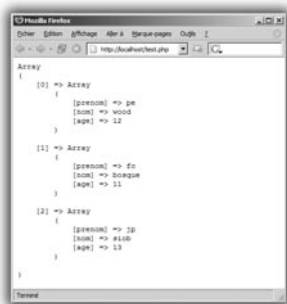 Mozilla Firefox
Fichier Edition Affichage Aller à Marque-pages Outils ?
http://localhost/test.php
Array
(
[0] => Array
(
[prenom] => pe
[nom] => wood
[age] => 12
)
[1] => Array
(
[prenom] => fc
[nom] => bosque
[age] => 11
)
[2] => Array
(
[prenom] => jp
[nom] => siob
[age] => 13
)
)
Terminé